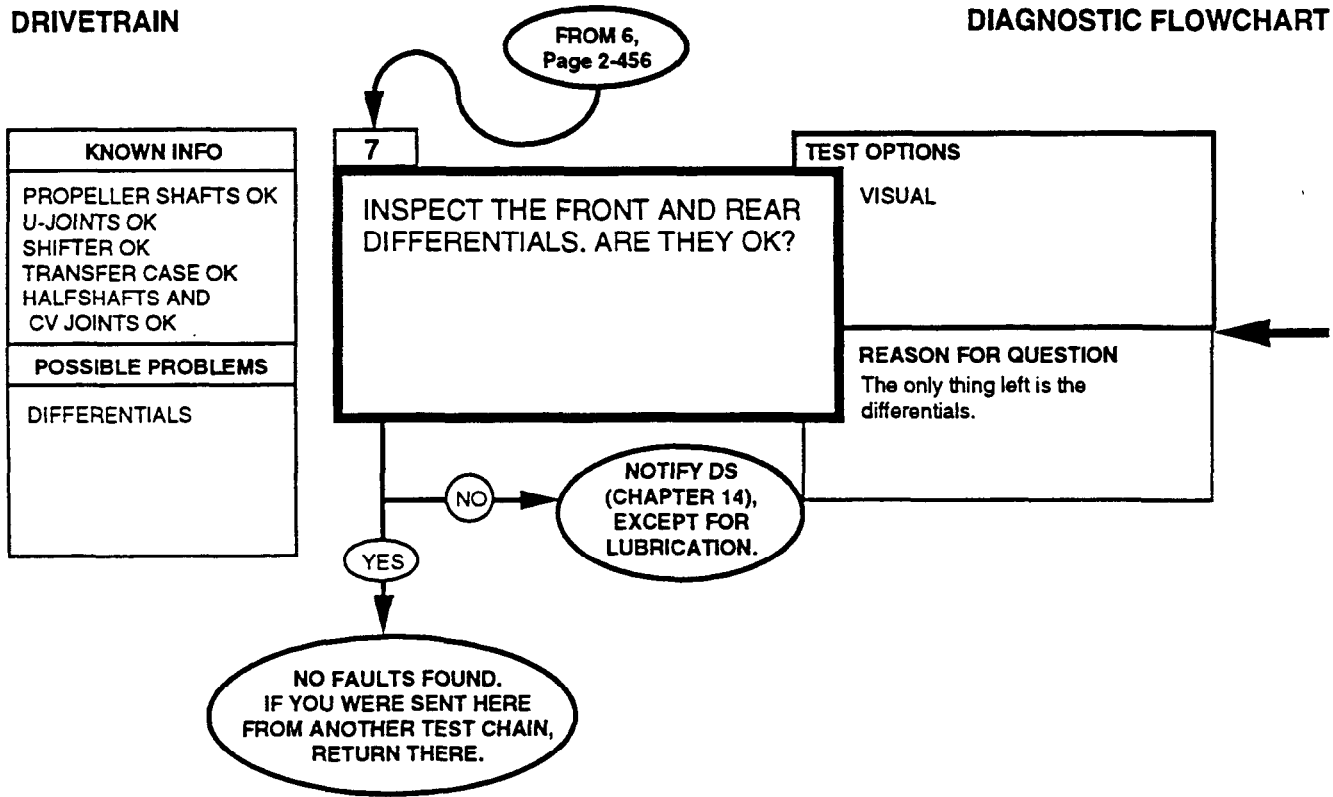 DRIVETRAIN
DIAGNOSTIC FLOWCHART
FROM 6,
Page 2-456
KNOWN INFO
PROPELLER SHAFTS OK
U-JOINTS OK
SHIFTER OK
TRANSFER CASE OK
HALFSHAFTS AND
CV JOINTS OK
POSSIBLE PROBLEMS
DIFFERENTIALS
7
INSPECT THE FRONT AND REAR
DIFFERENTIALS. ARE THEY OK?
TEST OPTIONS
VISUAL
REASON FOR QUESTION
The only thing left is the
differentials.
NO
NOTIFY DS
(CHAPTER 14),
EXCEPT FOR
LUBRICATION.
YES
NO FAULTS FOUND.
IF YOU WERE SENT HERE
FROM ANOTHER TEST CHAIN,
RETURN THERE.